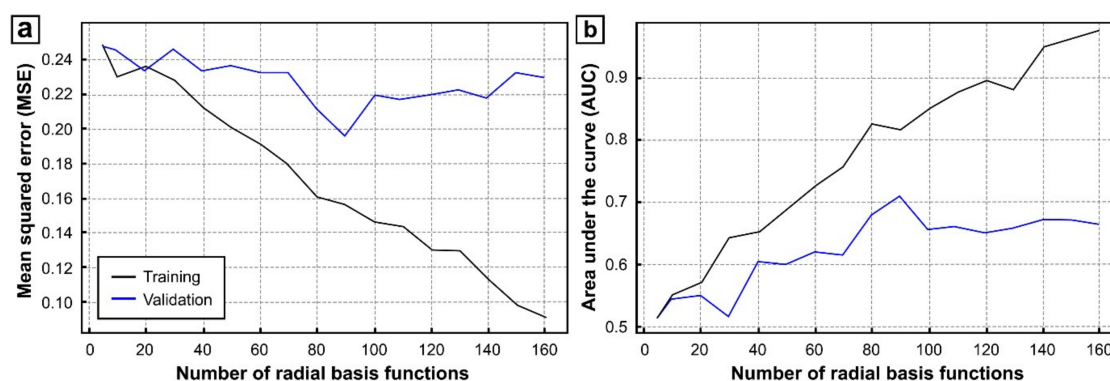 a
Mean squared error (MSE)
0.24
0.22
0.20
0.18
0.16
0.14
0.12
0.10
Training
Validation
0 20 40 60 80 100 120 140 160
Number of radial basis functions
b
Area under the curve (AUC)
0.9
0.8
0.7
0.6
0.5
0 20 40 60 80 100 120 140 160
Number of radial basis functions